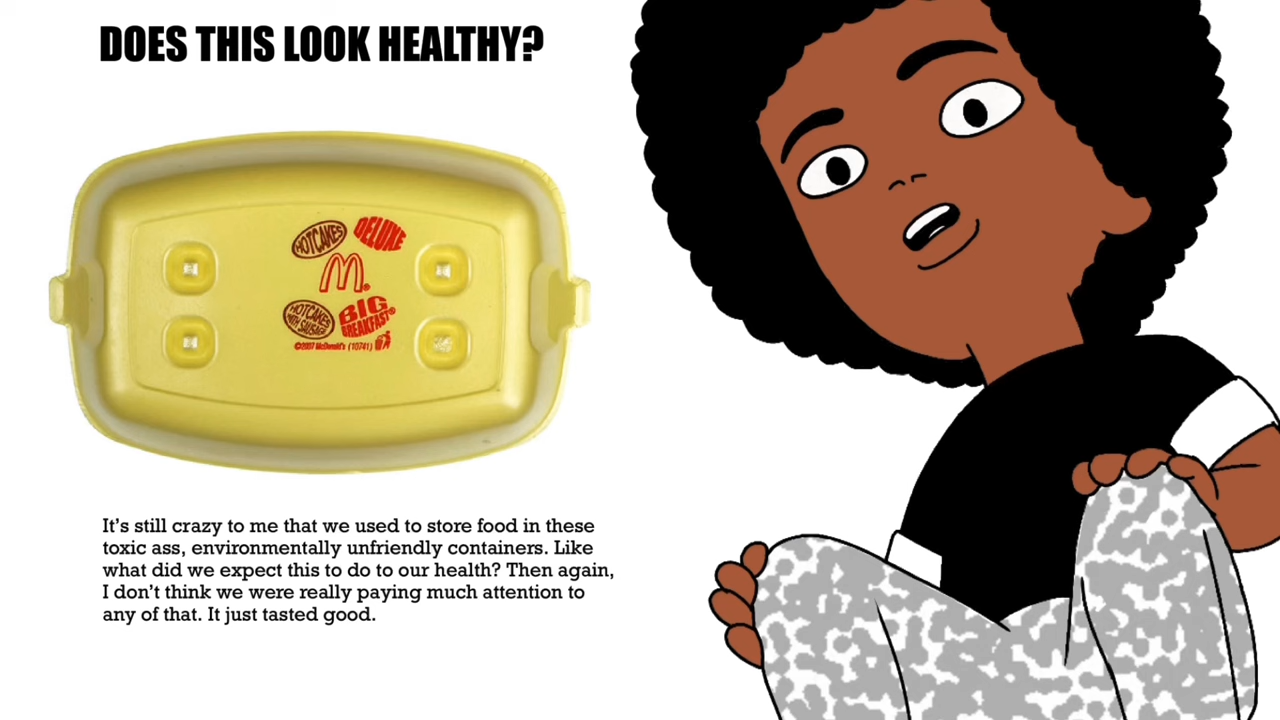 DOES THIS LOOK HEALTHY?
HOTCAKES
DELUXE
M®
HOTCAKES
WITH SAUSAGE
BIG
BREAKFAST®
©2007 McDonald's (10741)
It's still crazy to me that we used to store food in these
toxic ass, environmentally unfriendly containers. Like
what did we expect this to do to our health? Then again,
I don't think we were really paying much attention to
any of that. It just tasted good.